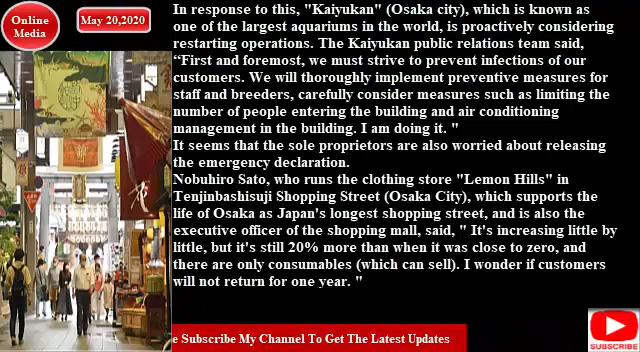 Online
Media
May 20,2020
In response to this, "Kaiyukan" (Osaka city), which is known as
one of the largest aquariums in the world, is proactively considering
restarting operations. The Kaiyukan public relations team said,
“First and foremost, we must strive to prevent infections of our
customers. We will thoroughly implement preventive measures for
staff and breeders, carefully consider measures such as limiting the
number of people entering the building and air conditioning
management in the building. I am doing it. "
It seems that the sole proprietors are also worried about releasing
the emergency declaration.
Nobuhiro Sato, who runs the clothing store "Lemon Hills" in
Tenjinbashisuji Shopping Street (Osaka City), which supports the
life of Osaka as Japan's longest shopping street, and is also the
executive officer of the shopping mall, said, " It's increasing little by
little, but it's still 20% more than when it was close to zero, and
there are only consumables (which can sell). I wonder if customers
will not return for one year. "
e Subscribe My Channel To Get The Latest Updates
SUBSCRIBE